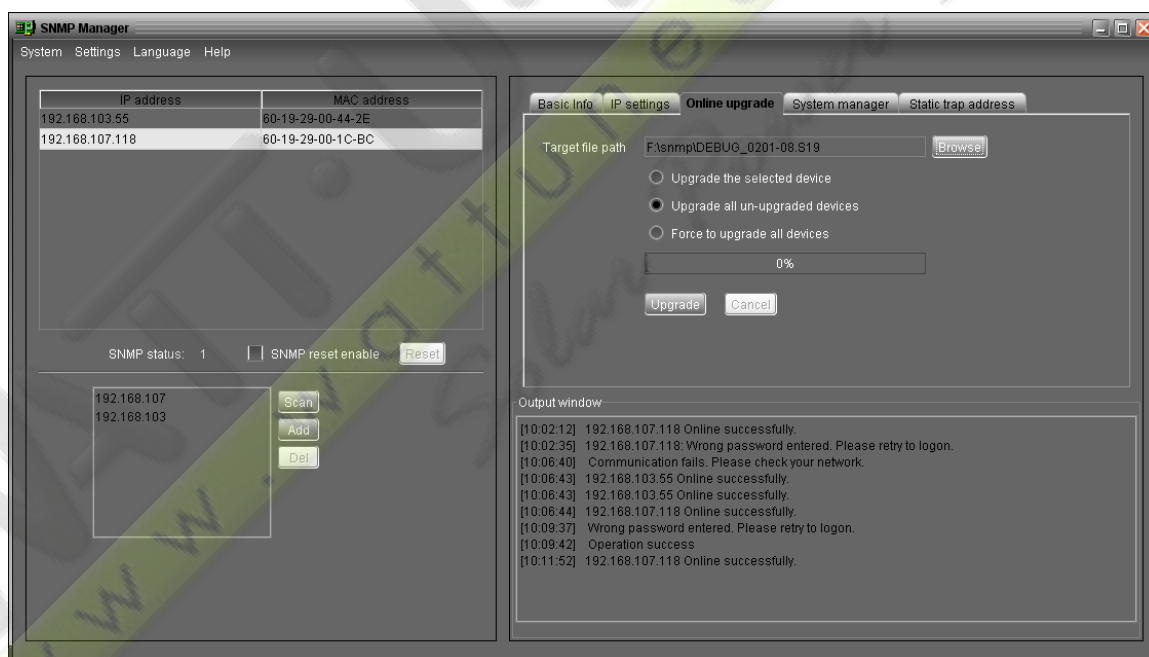 SNMP Manager
System Settings Language Help
IP address MAC address
192.168.103.55 60-19-29-00-44-2E
192.168.107.118 60-19-29-00-1C-BC
SNMP status: 1 SNMP reset enable Reset
192.168.107
192.168.103
Scan
Add
Del
Basic Info IP settings Online upgrade System manager Static trap address
Target file path F:\snmp\DEBUG_0201-08.S19 Browse
Upgrade the selected device
Upgrade all un-upgraded devices
Force to upgrade all devices
0%
Upgrade Cancel
Output window
[10:02:12] 192.168.107.118 Online successfully.
[10:02:35] 192.168.107.118: Wrong password entered. Please retry to logon.
[10:06:40] Communication fails. Please check your network.
[10:06:43] 192.168.103.55 Online successfully.
[10:06:43] 192.168.103.55 Online successfully.
[10:06:44] 192.168.107.118 Online successfully.
[10:09:37] Wrong password entered. Please retry to logon.
[10:09:42] Operation success
[10:11:52] 192.168.107.118 Online successfully.